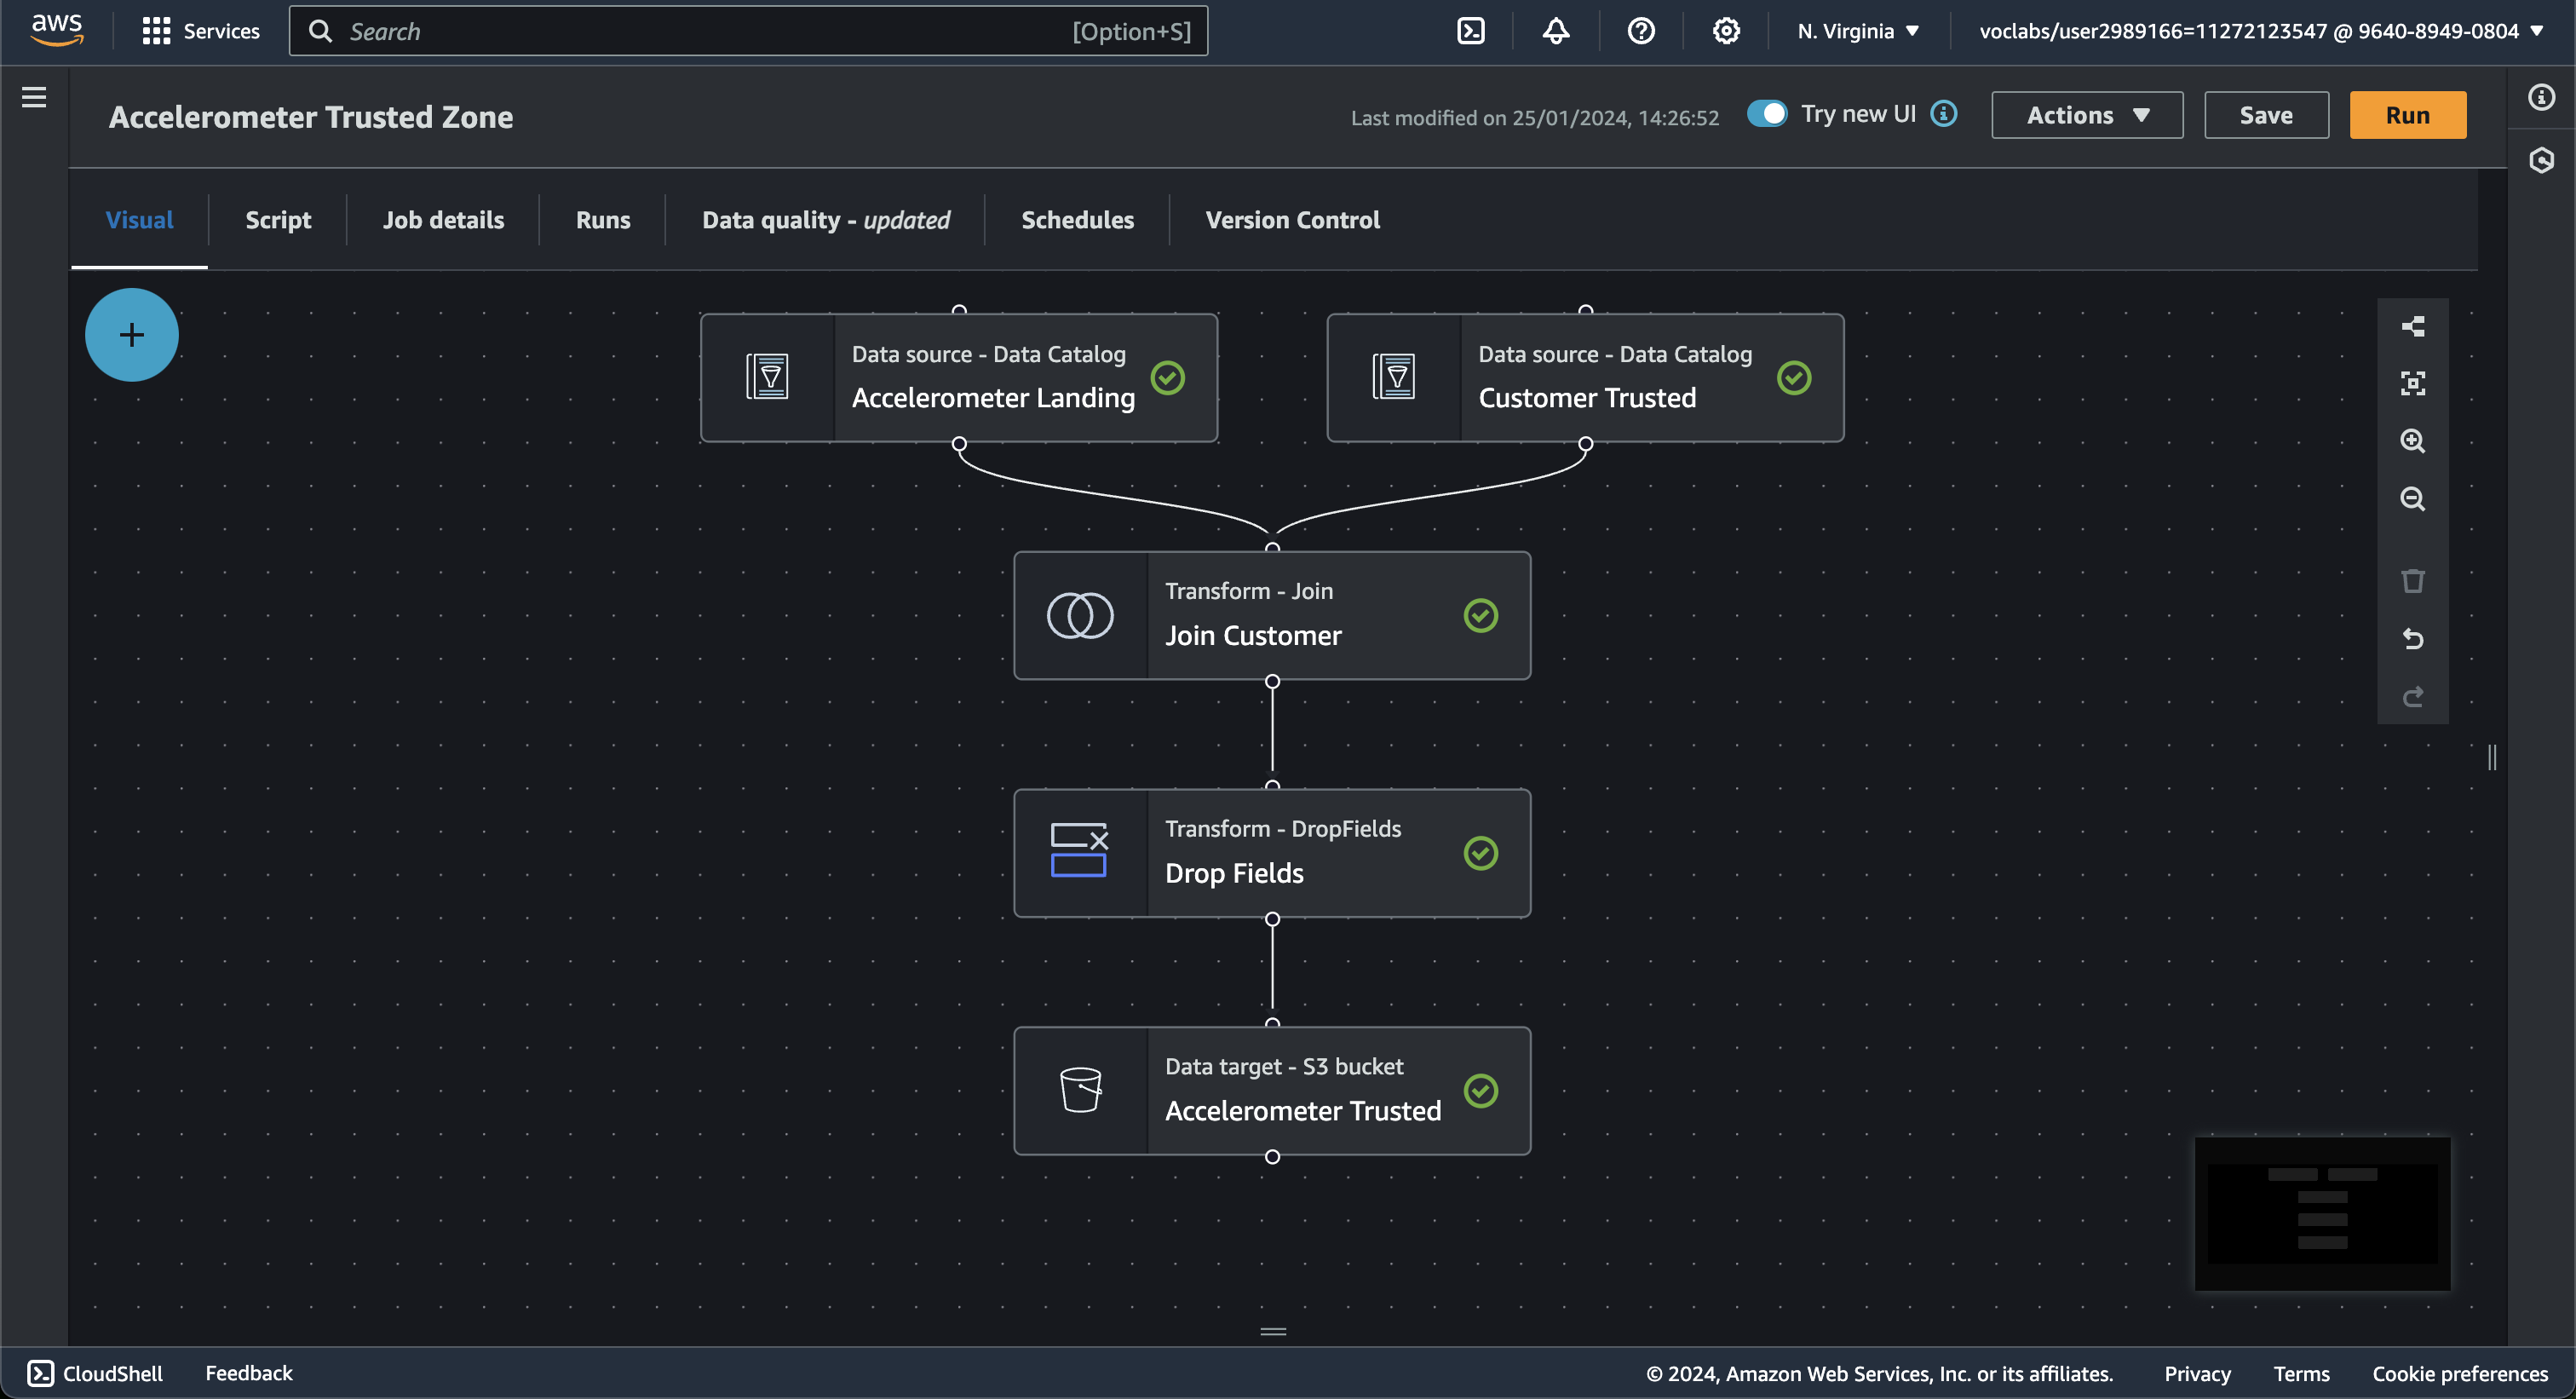 aws
Services
Search
[Option+S]
N. Virginia
voclabs/user2989166=11272123547 @ 9640-8949-0804
Accelerometer Trusted Zone
Last modified on 25/01/2024, 14:26:52
Try new UI
Actions
Save
Run
Visual
Script
Job details
Runs
Data quality - updated
Schedules
Version Control
Data source - Data Catalog
Accelerometer Landing
Data source - Data Catalog
Customer Trusted
Transform - Join
Join Customer
Transform - DropFields
Drop Fields
Data target - S3 bucket
Accelerometer Trusted
CloudShell
Feedback
© 2024, Amazon Web Services, Inc. or its affiliates.
Privacy
Terms
Cookie preferences